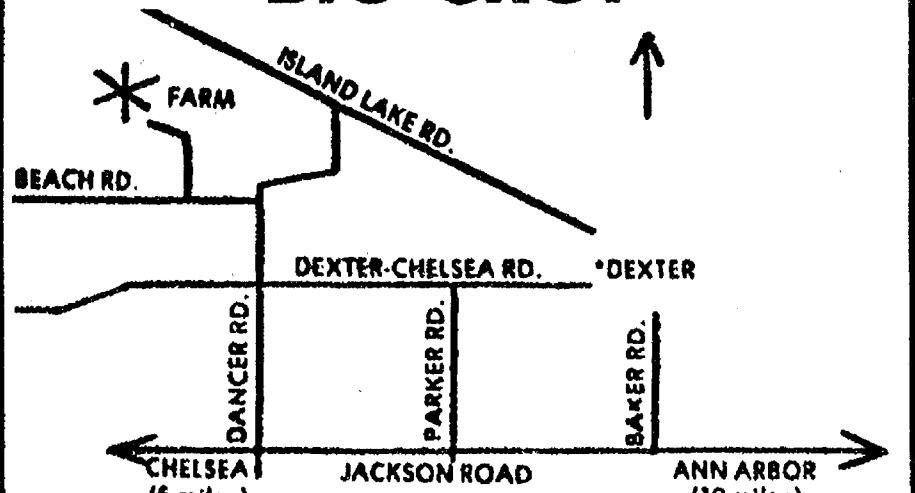 ISLAND LAKE RD.
FARM
BEACH RD.
DEXTER-CHELSEA RD.
*DEXTER
DANCER RD.
PARKER RD.
BAKER RD.
CHELSEA
JACKSON ROAD
ANN ARBOR